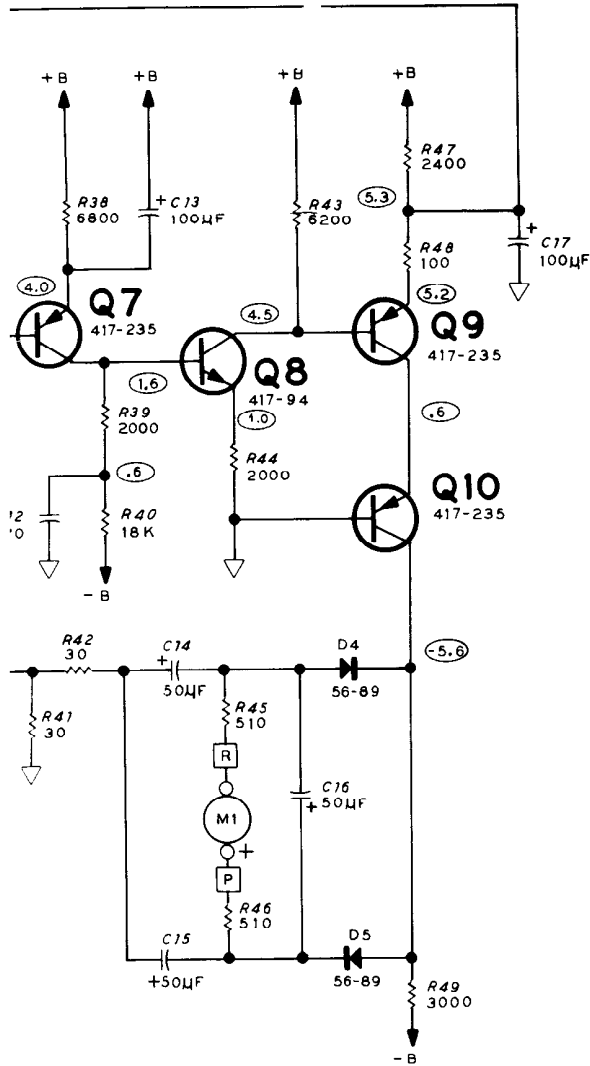 +B
+B
+B
+B
R47
2400
R38
6800
+
C13
100µF
R43
6200
5.3
R48
100
+
C17
100µF
4.0
Q7
417-235
4.5
5.2
Q9
417-235
1.6
Q8
417-94
1.0
.6
R39
2000
R44
2000
.6
Q10
417-235
12
R40
18K
-B
R42
30
+
C14
50µF
D4
56-89
-5.6
R41
30
R45
510
R
C16
+
50µF
M1
+
P
R46
510
C15
+50µF
D5
56-89
R49
3000
-B